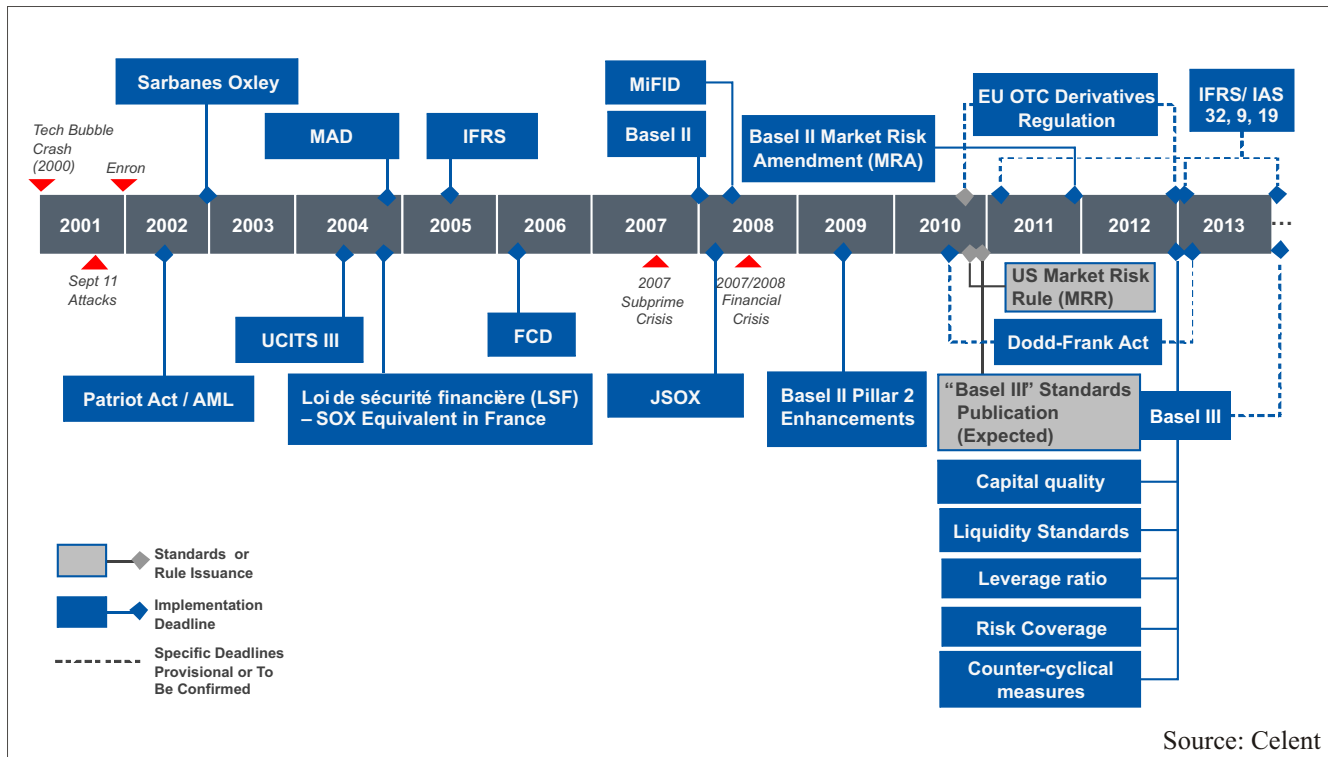 Sarbanes Oxley
MAD
IFRS
MiFID
Basel II
Basel II Market Risk
Amendment (MRA)
EU OTC Derivatives
Regulation
IFRS/ IAS
32, 9, 19
Tech Bubble
Crash
(2000)
Enron
2001
2002
2003
2004
2005
2006
2007
2008
2009
2010
2011
2012
2013
...
Sept 11
Attacks
2007
Subprime
Crisis
2007/2008
Financial
Crisis
US Market Risk
Rule (MRR)
UCITS III
FCD
Dodd-Frank Act
Patriot Act / AML
Loi de sécurité financière (LSF)
– SOX Equivalent in France
JSOX
Basel II Pillar 2
Enhancements
“Basel III” Standards
Publication
(Expected)
Basel III
Capital quality
Liquidity Standards
Leverage ratio
Risk Coverage
Counter-cyclical
measures
Standards or
Rule Issuance
Implementation
Deadline
Specific Deadlines
Provisional or To
Be Confirmed
Source: Celent